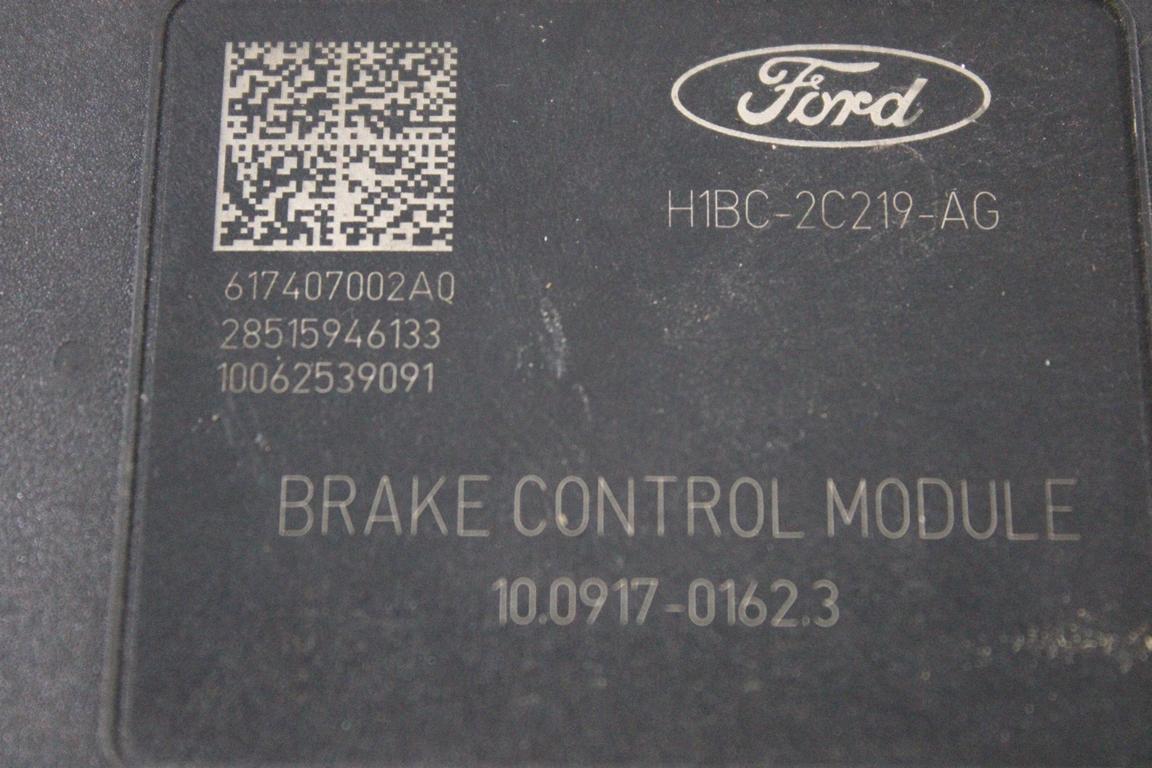 Ford
H1BC-2C219-AG
617407002AQ
28515946133
10062539091
BRAKE CONTROL MODULE
10.0917-0162.3